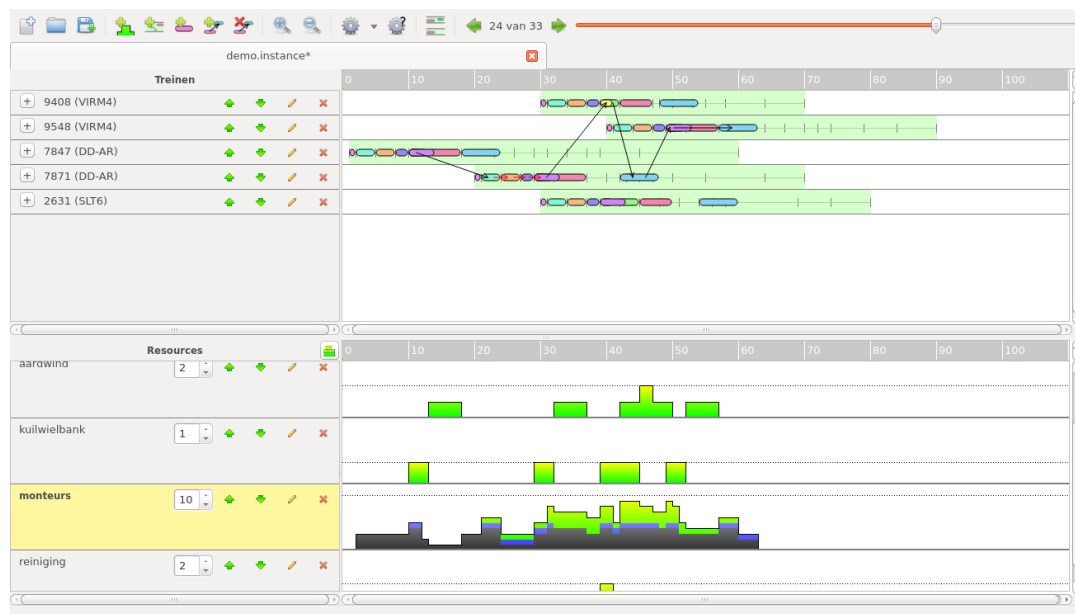 24 van 33
demo.instance*
Treinen 0 10 20 30 40 50 60 70 80 90 100
9408 (VIRM4)
9548 (VIRM4)
7847 (DD-AR)
7871 (DD-AR)
2631 (SLT6)
Resources 0 10 20 30 40 50 60 70 80 90 100
aardwind 2
kuilwielbank 1
monteurs 10
reiniging 2